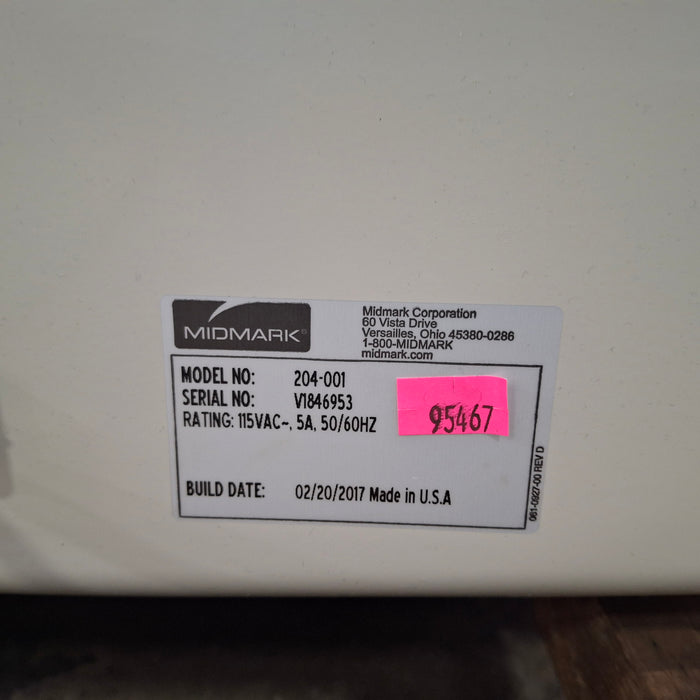 MIDMARK®
Midmark Corporation
60 Vista Drive
Versailles, Ohio 45380-0286
1-800-MIDMARK
midmark.com
MODEL NO: 204-001
SERIAL NO: V1846953
RATING: 115VAC~, 5A, 50/60HZ
95467
BUILD DATE: 02/20/2017 Made in U.S.A
061-0927-00 REV D